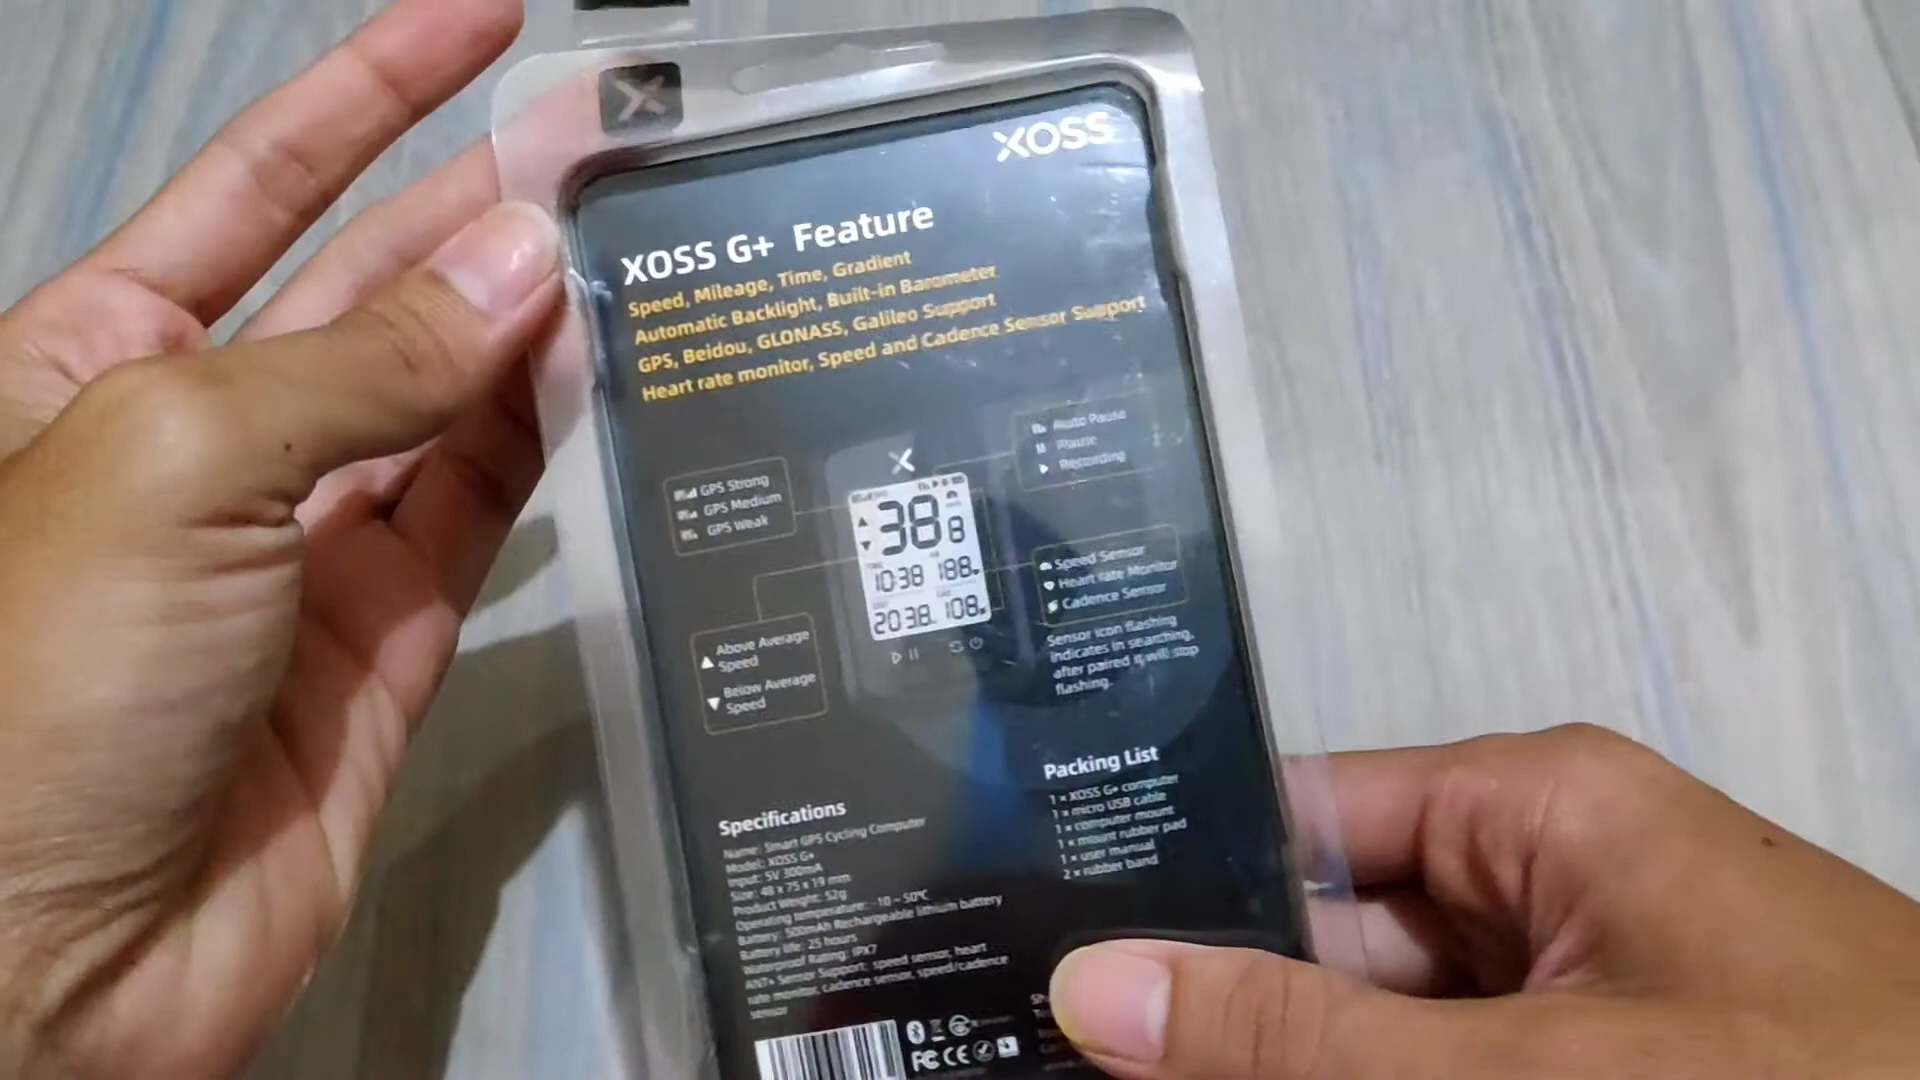 XOSS
XOSS G+ Feature
Speed, Mileage, Time, Gradient
Automatic Backlight, Built-in Barometer
GPS, Beidou, GLONASS, Galileo Support
Heart rate monitor, Speed and Cadence Sensor Support
Auto Pause
Pause
Recording
GPS Strong
GPS Medium
GPS Weak
38 8
10:38 188
20 3.8 108
Speed Sensor
Heart rate Monitor
Cadence Sensor
Sensor icon flashing
indicates in searching,
after paired it will stop
flashing.
Above Average
Speed
Below Average
Speed
Packing List
1 × XOSS G+ computer
1 × micro USB cable
1 × computer mount
1 × mount rubber pad
1 × user manual
2 × rubber band
Specifications
Name: Smart GPS Cycling Computer
Model: XOSS G+
Input: 5V 300mA
Size: 48 x 75 x 19 mm
Product Weight: 52g
Operating temperature: -10 ~ 50℃
Battery: 500mAh Rechargeable lithium battery
Battery life: 25 hours
Waterproof Rating: IPX7
ANT+ Sensor Support: speed sensor, heart
rate monitor, cadence sensor, speed/cadence
sensor
FC CE